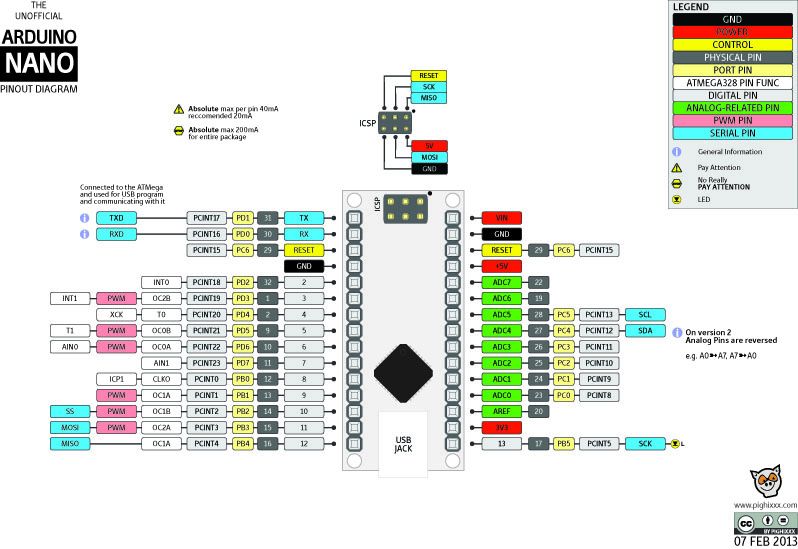 THE
UNOFFICIAL
ARDUINO
NANO
PINOUT DIAGRAM
Absolute max per pin 40mA
reccomended 20mA
Absolute max 200mA
for entire package
RESET
SCK
MISO
ICSP
5V
MOSI
GND
LEGEND
GND
POWER
CONTROL
PHYSICAL PIN
PORT PIN
ATMEGA328 PIN FUNC
DIGITAL PIN
ANALOG-RELATED PIN
PWM PIN
SERIAL PIN
General Information
Pay Attention
No Really
PAY ATTENTION
LED
Connected to the ATMega
and used for USB program
and communicating with it
TXD PCINT17 PD1 31 TX
RXD PCINT16 PD0 30 RX
PCINT15 PC6 29 RESET
GND
INT0 PCINT18 PD2 32 2
INT1 PWM OC2B PCINT19 PD3 1 3
XCK T0 PCINT20 PD4 2 4
T1 PWM OC0B PCINT21 PD5 9 5
AIN0 PWM OC0A PCINT22 PD6 10 6
AIN1 PCINT23 PD7 11 7
ICP1 CLKO PCINT0 PB0 12 8
PWM OC1A PCINT1 PB1 13 9
SS PWM OC1B PCINT2 PB2 14 10
MOSI PWM OC2A PCINT3 PB3 15 11
MISO OC1A PCINT4 PB4 16 12
ICSP
USB
JACK
VIN
GND
RESET 29 PC6 PCINT15
+5V
ADC7 22
ADC6 19
ADC5 28 PC5 PCINT13 SCL
ADC4 27 PC4 PCINT12 SDA
ADC3 26 PC3 PCINT11
ADC2 25 PC2 PCINT10
ADC1 24 PC1 PCINT9
ADC0 23 PC0 PCINT8
AREF 20
3V3
13 17 PB5 PCINT5 SCK L
On version 2
Analog Pins are reversed
e.g. A0➳A7, A7➳A0
www.pighixxx.com
cc
BY PIGHIXXX
07 FEB 2013